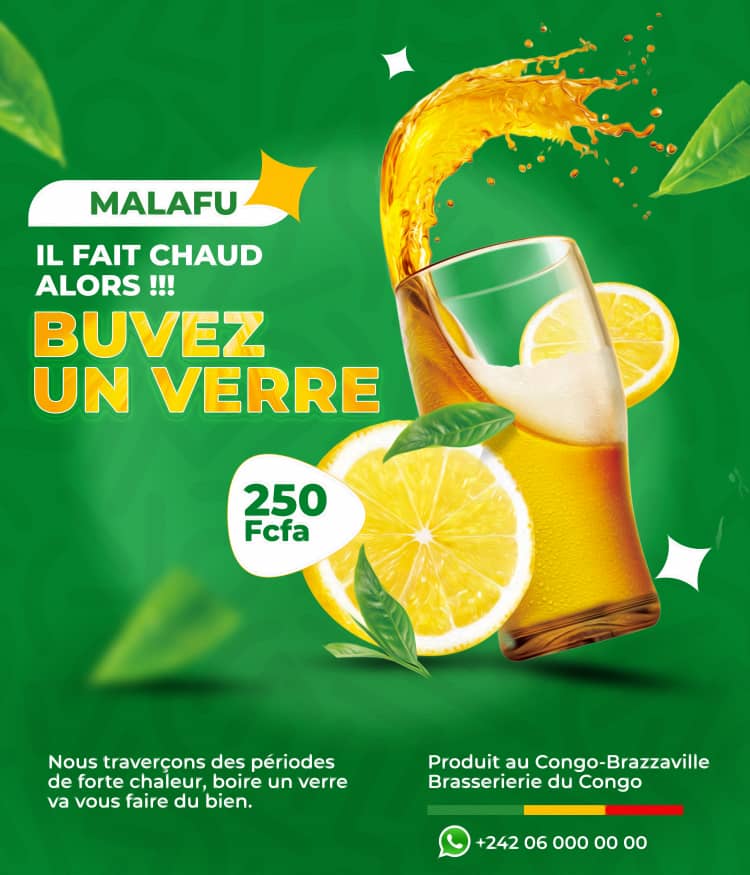 MALAFU
IL FAIT CHAUD
ALORS !!!
BUVEZ
UN VERRE
250
Fcfa
Nous traverçons des périodes
de forte chaleur, boire un verre
va vous faire du bien.
Produit au Congo-Brazzaville
Brasserierie du Congo
+242 06 000 00 00